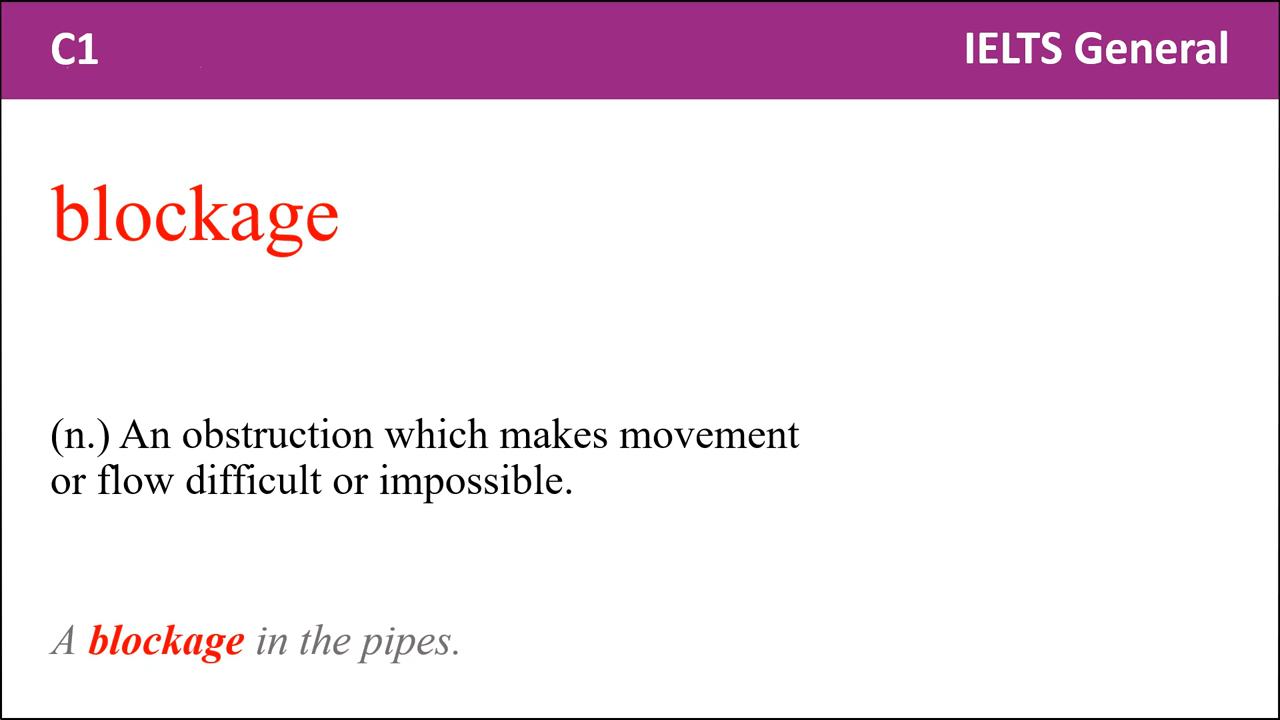 C1
IELTS General
blockage
(n.) An obstruction which makes movement
or flow difficult or impossible.
A blockage in the pipes.